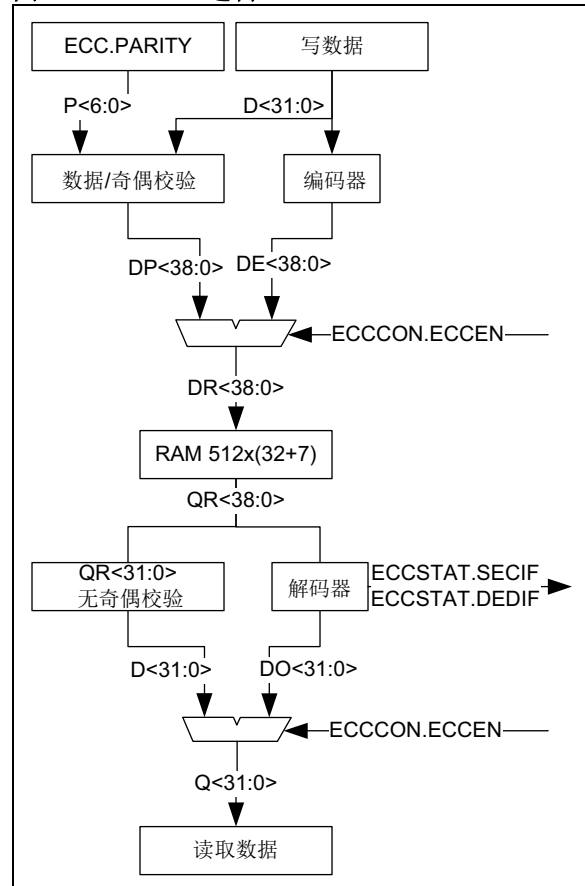 ECC.PARITY
写数据
P<6:0>
D<31:0>
数据/奇偶校验
编码器
DP<38:0>
DE<38:0>
ECCCON.ECCEN
DR<38:0>
RAM 512x(32+7)
QR<38:0>
QR<31:0>
无奇偶校验
解码器
ECCSTAT.SECIF
ECCSTAT.DEDIF
D<31:0>
DO<31:0>
ECCCON.ECCEN
Q<31:0>
读取数据